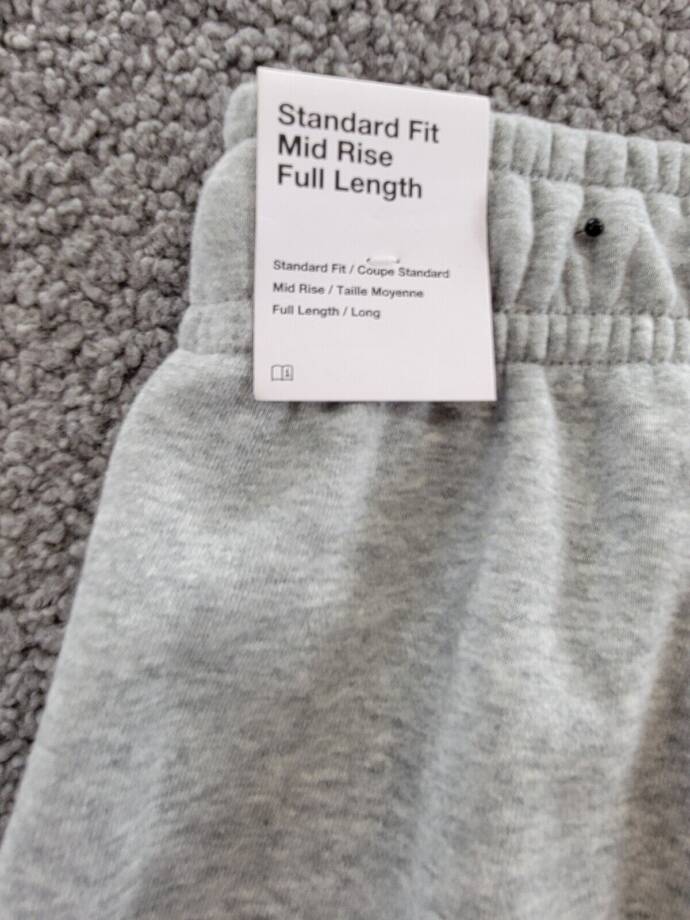 Standard Fit
Mid Rise
Full Length
Standard Fit / Coupe Standard
Mid Rise / Taille Moyenne
Full Length / Long